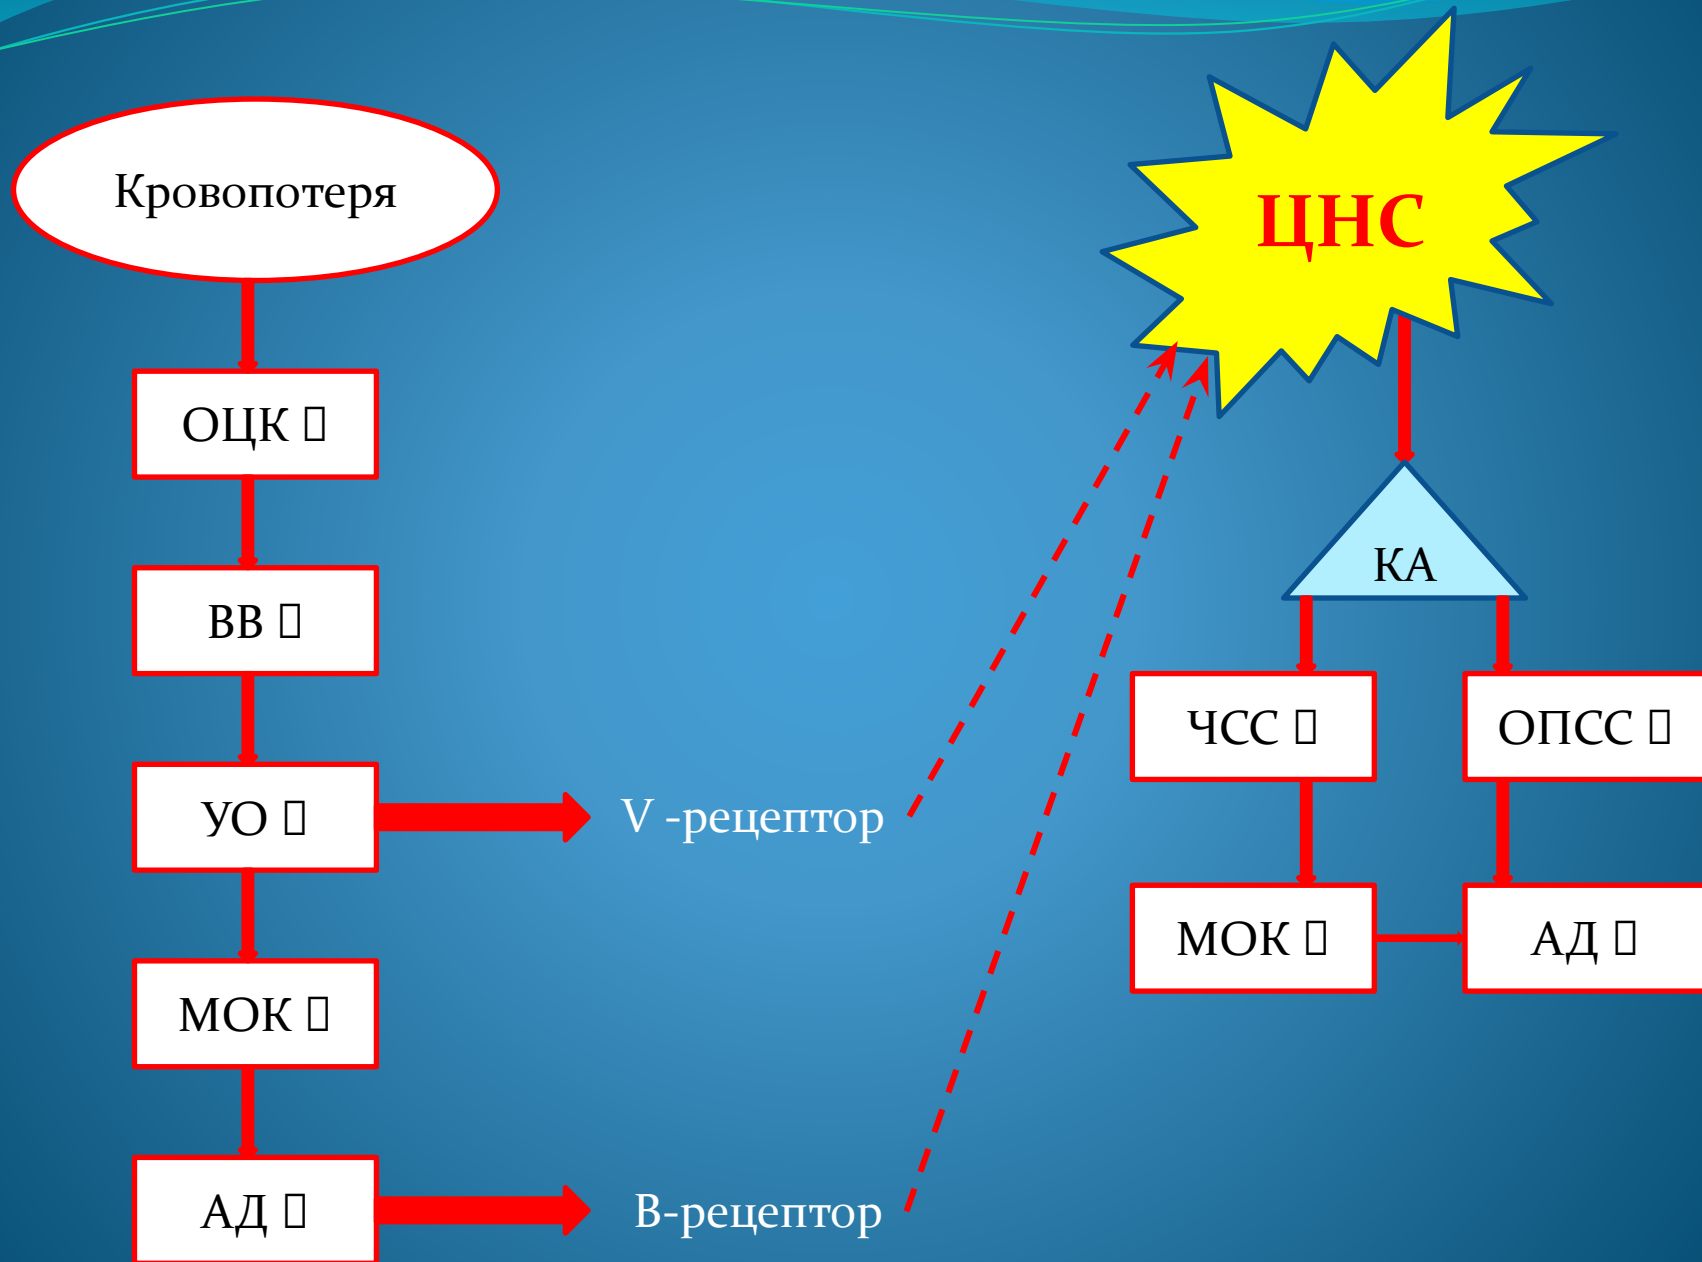 Кровопотеря
ОЦК 
ВВ 
УО 
МОК 
АД 
V -рецептор
В-рецептор
ЦНС
КА
ЧСС 
ОПСС 
МОК 
АД